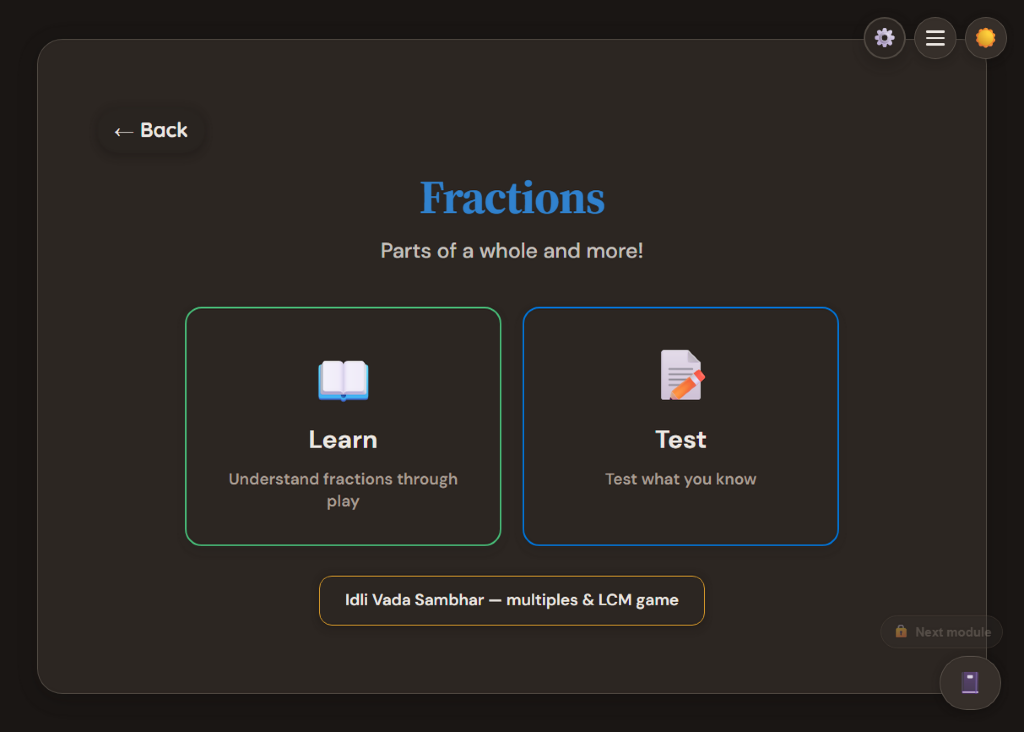 ← Back
Fractions
Parts of a whole and more!
Learn
Understand fractions through
play
Test
Test what you know
Idli Vada Sambhar — multiples & LCM game
Next module